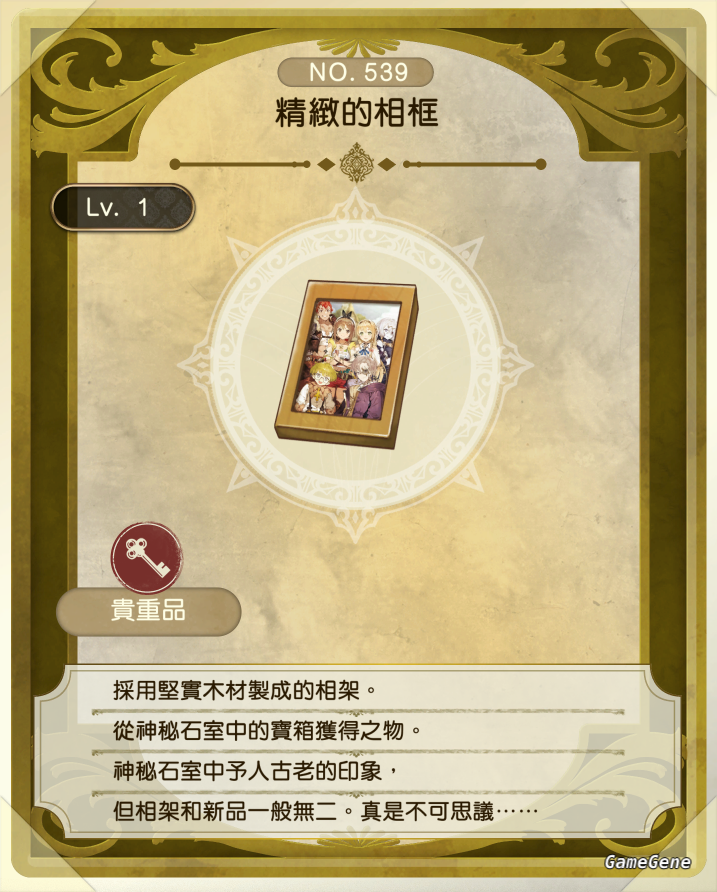 NO. 539
精緻的相框
Lv. 1
貴重品
採用堅實木材製成的相架。
從神秘石室中的寶箱獲得之物。
神秘石室中予人古老的印象，
但相架和新品一般無二。真是不可思議……
GameGene